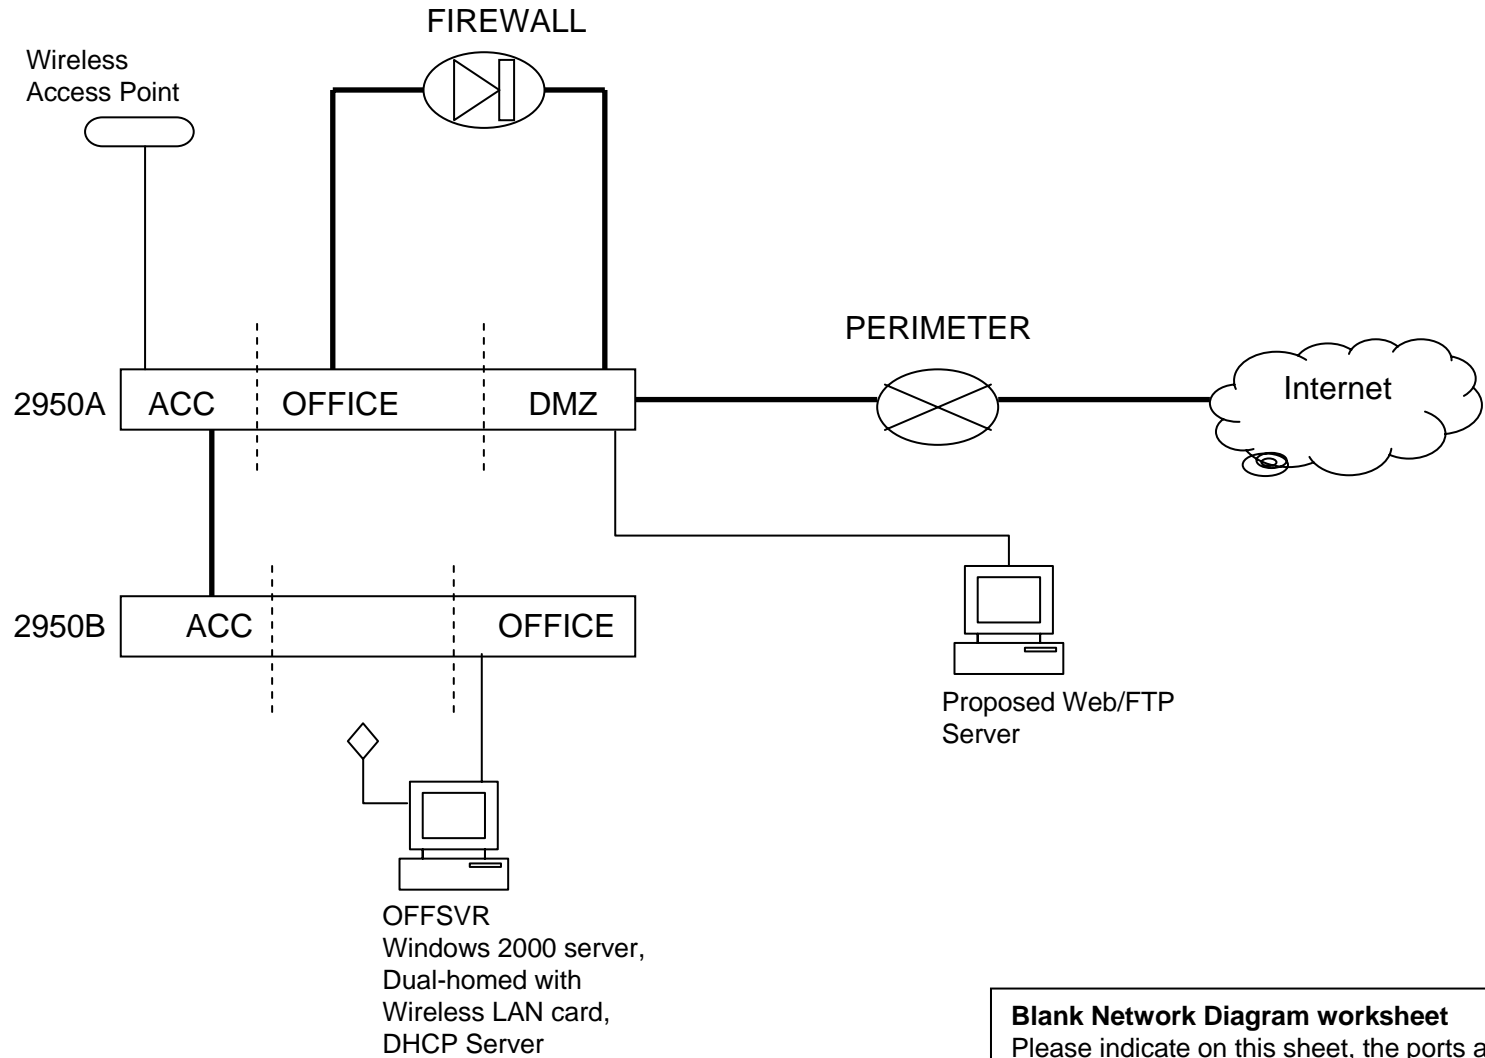 FIREWALL
Wireless
Access Point
PERIMETER
Internet
2950A
ACC
OFFICE
DMZ
2950B
ACC
OFFICE
Proposed Web/FTP
Server
OFFSVR
Windows 2000 server,
Dual-homed with
Wireless LAN card,
DHCP Server
Blank Network Diagram worksheet
Please indicate on this sheet, the ports a